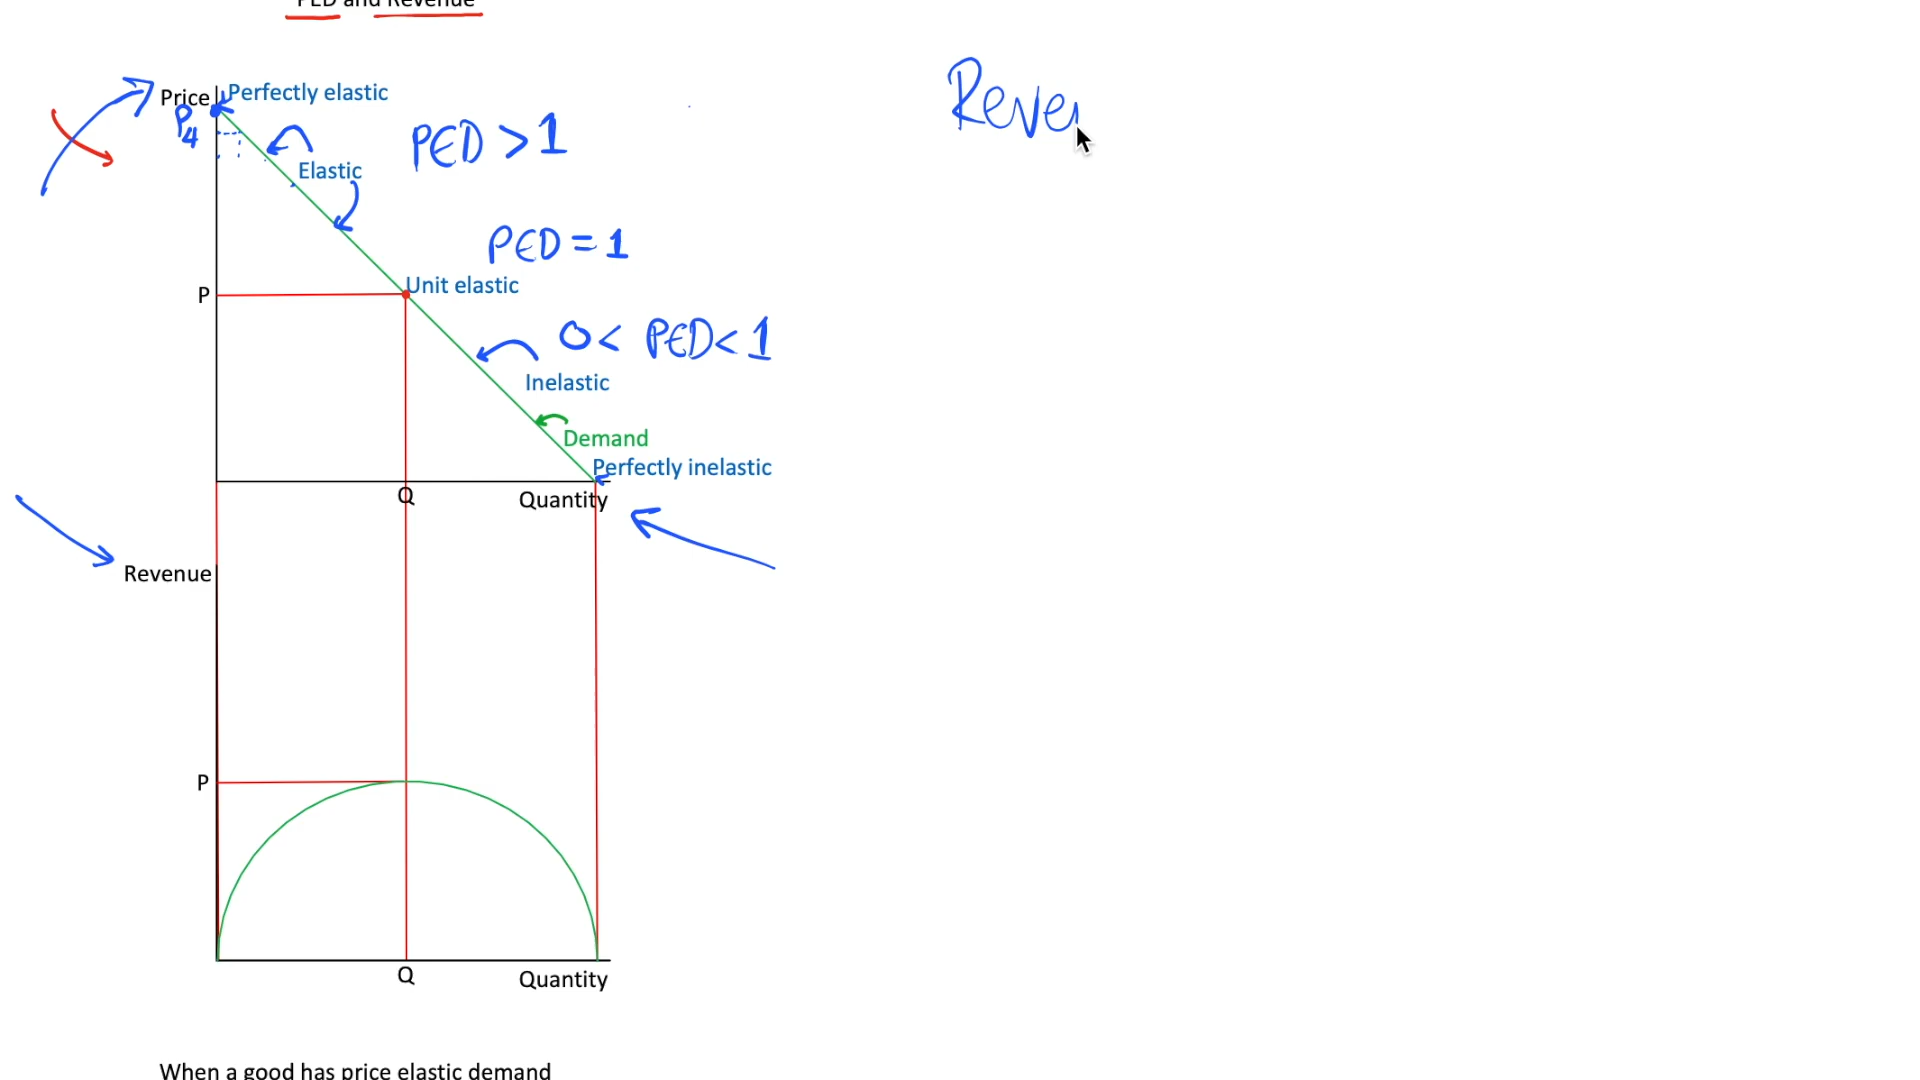 PED and Revenue
Price
Perfectly elastic
P4
PED > 1
Elastic
PED = 1
Unit elastic
P
0 < PED < 1
Inelastic
Demand
Perfectly inelastic
Q
Quantity
Revenue
P
Q
Quantity
When a good has price elastic demand
Reven